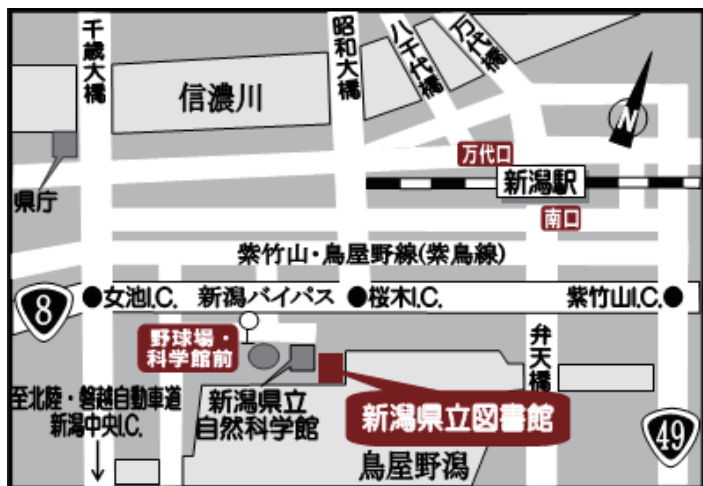 千歳大橋
昭和大橋
八千代橋
万代橋
信濃川
N
県庁
万代口
新潟駅
南口
紫竹山・鳥屋野線(紫鳥線)
8
女池I.C.
新潟バイパス
桜木I.C.
紫竹山I.C.
野球場・
科学館前
弁天橋
至北陸・磐越自動車道
新潟中央I.C.
新潟県立
自然科学館
新潟県立図書館
49
鳥屋野潟